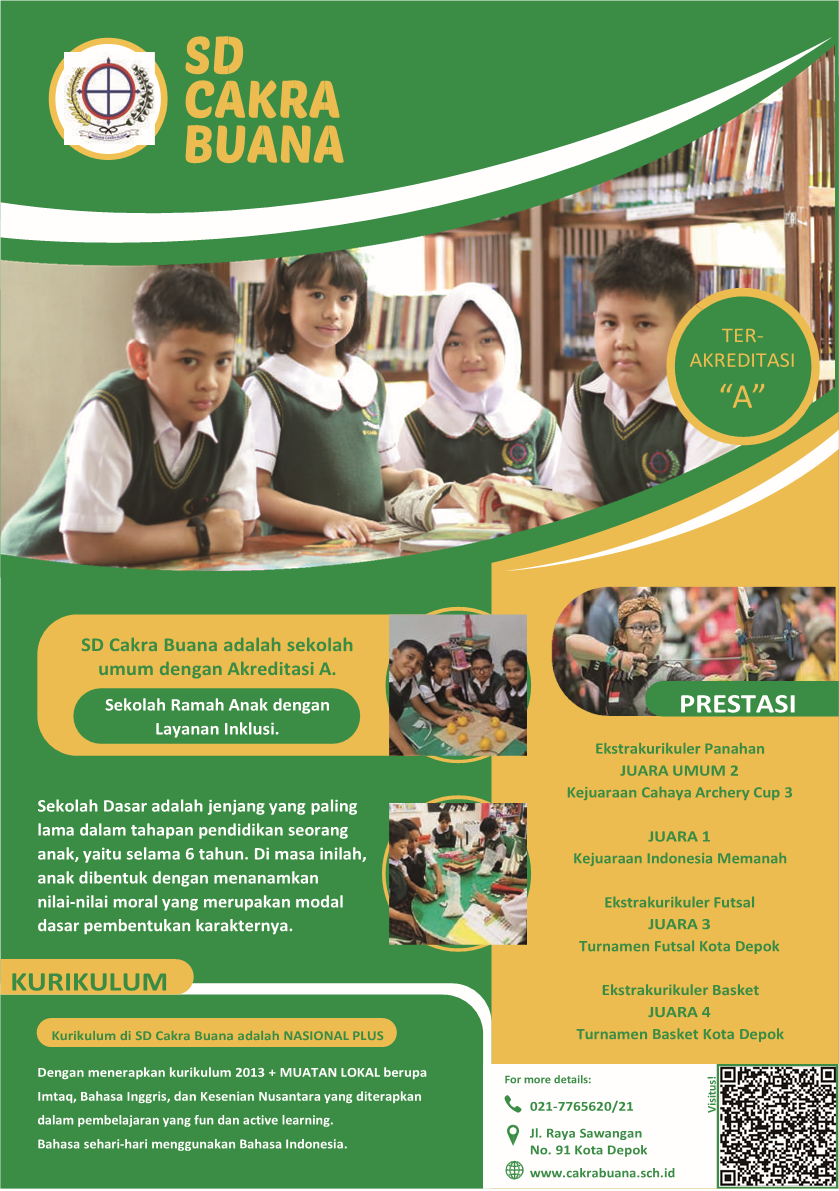 SD
CAKRA
BUANA
TER-
AKREDITASI
“A”
SD Cakra Buana adalah sekolah
umum dengan Akreditasi A.
Sekolah Ramah Anak dengan
Layanan Inklusi.
Sekolah Dasar adalah jenjang yang paling
lama dalam tahapan pendidikan seorang
anak, yaitu selama 6 tahun. Di masa inilah,
anak dibentuk dengan menanamkan
nilai-nilai moral yang merupakan modal
dasar pembentukan karakternya.
KURIKULUM
Kurikulum di SD Cakra Buana adalah NASIONAL PLUS
Dengan menerapkan kurikulum 2013 + MUATAN LOKAL berupa
Imtaq, Bahasa Inggris, dan Kesenian Nusantara yang diterapkan
dalam pembelajaran yang fun dan active learning.
Bahasa sehari-hari menggunakan Bahasa Indonesia.
PRESTASI
Ekstrakurikuler Panahan
JUARA UMUM 2
Kejuaraan Cahaya Archery Cup 3
JUARA 1
Kejuaraan Indonesia Memanah
Ekstrakurikuler Futsal
JUARA 3
Turnamen Futsal Kota Depok
Ekstrakurikuler Basket
JUARA 4
Turnamen Basket Kota Depok
For more details:
021-7765620/21
Jl. Raya Sawangan
No. 91 Kota Depok
www.cakrabuana.sch.id
Visitus!